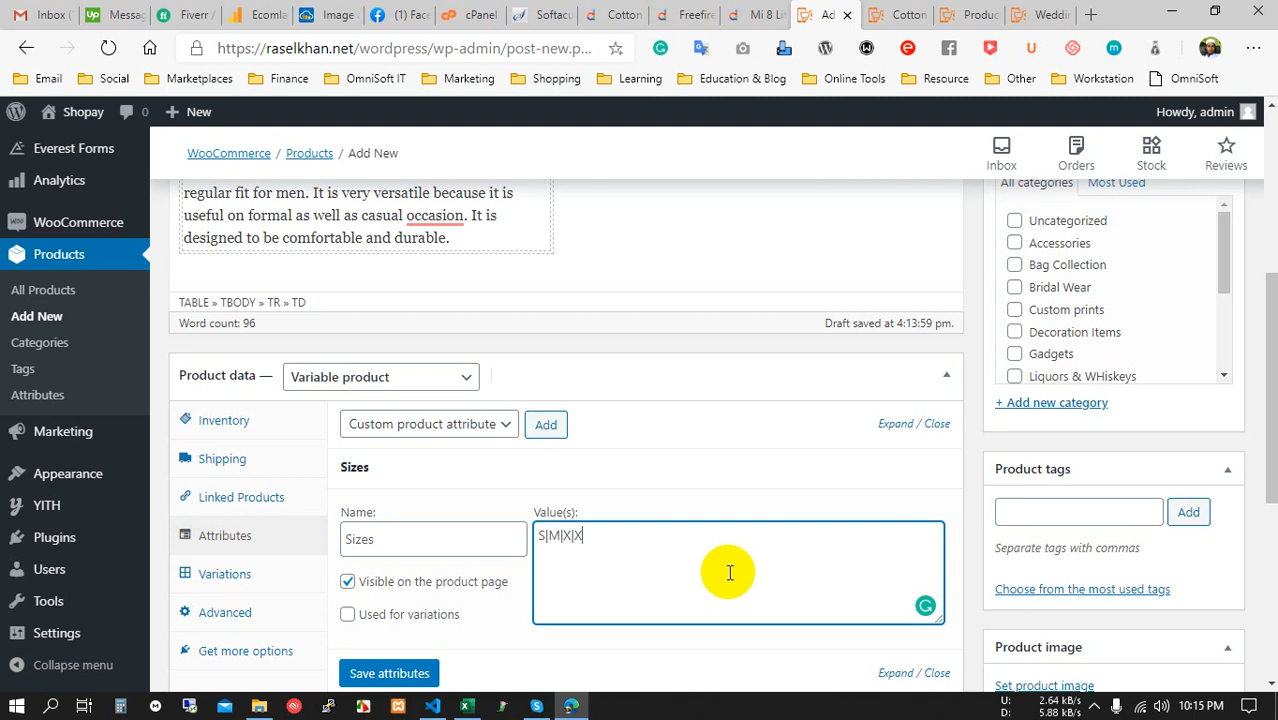 Messag
Fiverr
Ecomla
Image
(1) Face
cPanel
Softacu
Cotton
Freefire
Mi 8 Li
Ad
Cotton
Produc
Weddin
https://raselkhan.net/wordpress/wp-admin/post-new.p...
Email
Social
Marketplaces
Finance
OmniSoft IT
Marketing
Shopping
Learning
Education & Blog
Online Tools
Resource
Other
Workstation
OmniSoft
Shopay
0
New
Howdy, admin
Everest Forms
Analytics
WooCommerce
Products
All Products
Add New
Categories
Tags
Attributes
Marketing
Appearance
YITH
Plugins
Users
Tools
Settings
Collapse menu
WooCommerce / Products / Add New
Inbox
Orders
Stock
Reviews
regular fit for men. It is very versatile because it is
useful on formal as well as casual occasion. It is
designed to be comfortable and durable.
TABLE » TBODY » TR » TD
Word count: 96
Draft saved at 4:13:59 pm.
Product data — Variable product
Inventory
Shipping
Linked Products
Attributes
Variations
Advanced
Get more options
Custom product attribute
Add
Expand / Close
Sizes
Name:
Value(s):
Sizes
S|M|X|X
Visible on the product page
Used for variations
Save attributes
Expand / Close
All categories
Most Used
Uncategorized
Accessories
Bag Collection
Bridal Wear
Custom prints
Decoration Items
Gadgets
Liquors & WHiskeys
+ Add new category
Product tags
Add
Separate tags with commas
Choose from the most used tags
Product image
Set product image
U: 2.64 kB/s
D: 5.88 kB/s
10:15 PM